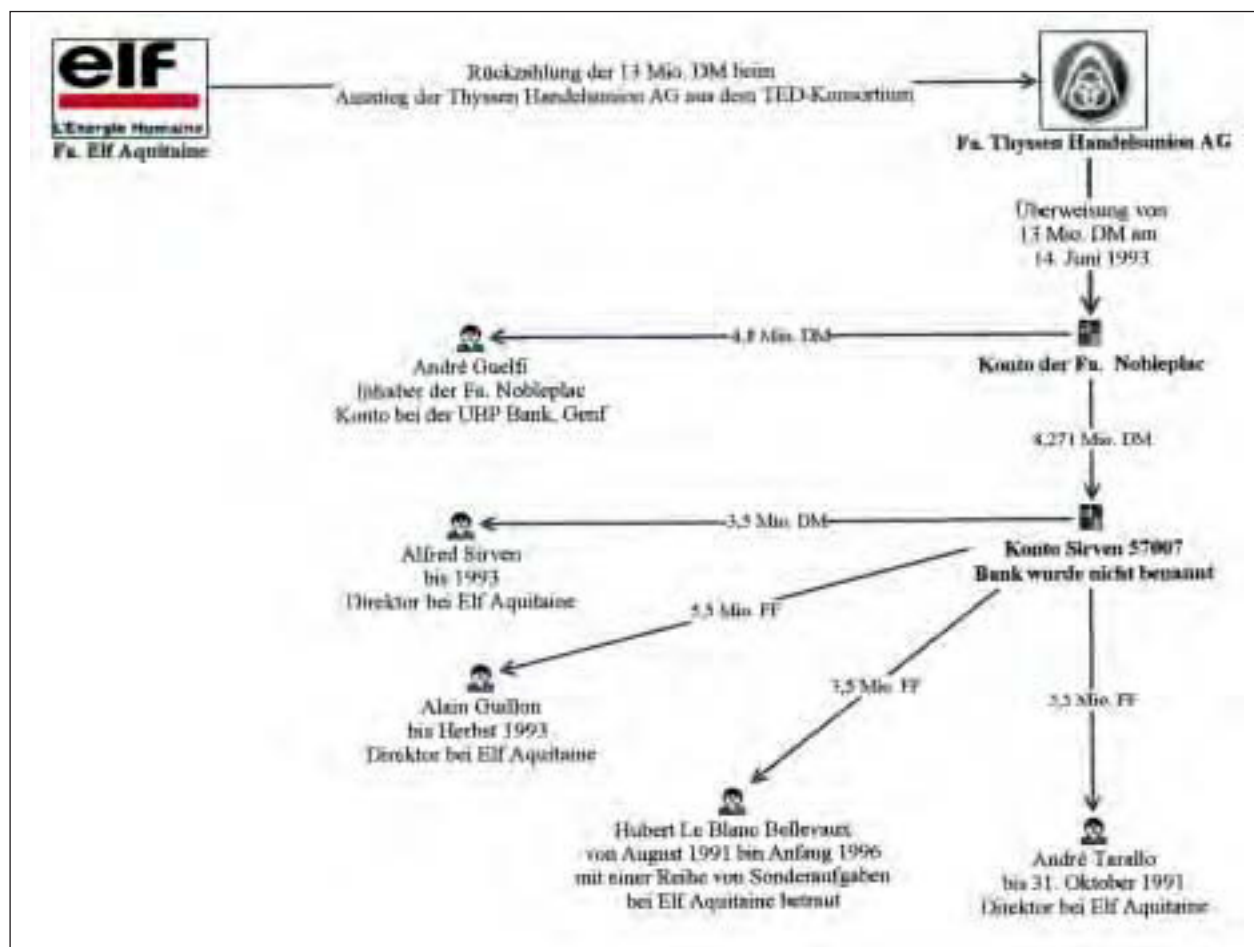 elf
L'Energie Humaine
Fa. Elf Aquitaine
Rückzahlung der 13 Mio. DM beim
Ausstieg der Thyssen Handelsunion AG aus dem TED-Konsortium
Fa. Thyssen Handelsunion AG
Überweisung von
13 Mio. DM am
14. Juni 1993
4,8 Mio. DM
André Guelfi
Inhaber der Fa. Nobleplac
Konto bei der UBP Bank, Genf
Konto der Fa. Nobleplac
8,271 Mio. DM
3,5 Mio. DM
Alfred Sirven
bis 1993
Direktor bei Elf Aquitaine
Konto Sirven 57007
Bank wurde nicht benannt
5,5 Mio. FF
Alain Guillon
bis Herbst 1993
Direktor bei Elf Aquitaine
Mio. FF
Mio. FF
Hubert Le Blanc Bellevaux
von August 1991 bin Anfang 1996
mit einer Reihe von Sonderaufgaben
bei Elf Aquitaine betraut
André Tarallo
bis 31. Oktober 1991
Direktor bei Elf Aquitaine